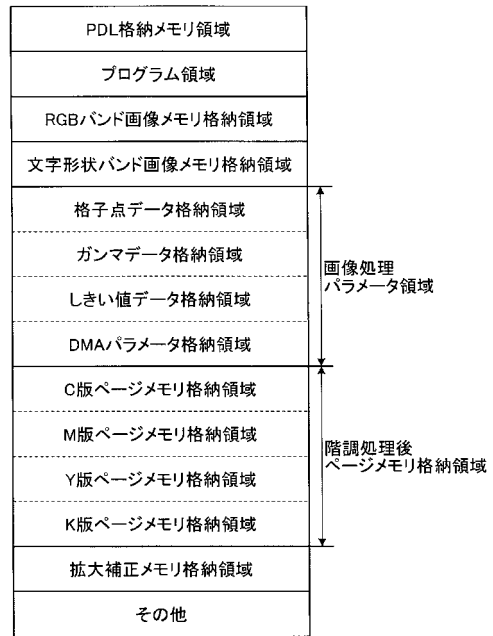 PDL格納メモリ領域
プログラム領域
RGBバンド画像メモリ格納領域
文字形状バンド画像メモリ格納領域
格子点データ格納領域
ガンマデータ格納領域
しきい値データ格納領域
DMAパラメータ格納領域
画像処理
パラメータ領域
C版ページメモリ格納領域
M版ページメモリ格納領域
Y版ページメモリ格納領域
K版ページメモリ格納領域
階調処理後
ページメモリ格納領域
拡大補正メモリ格納領域
その他